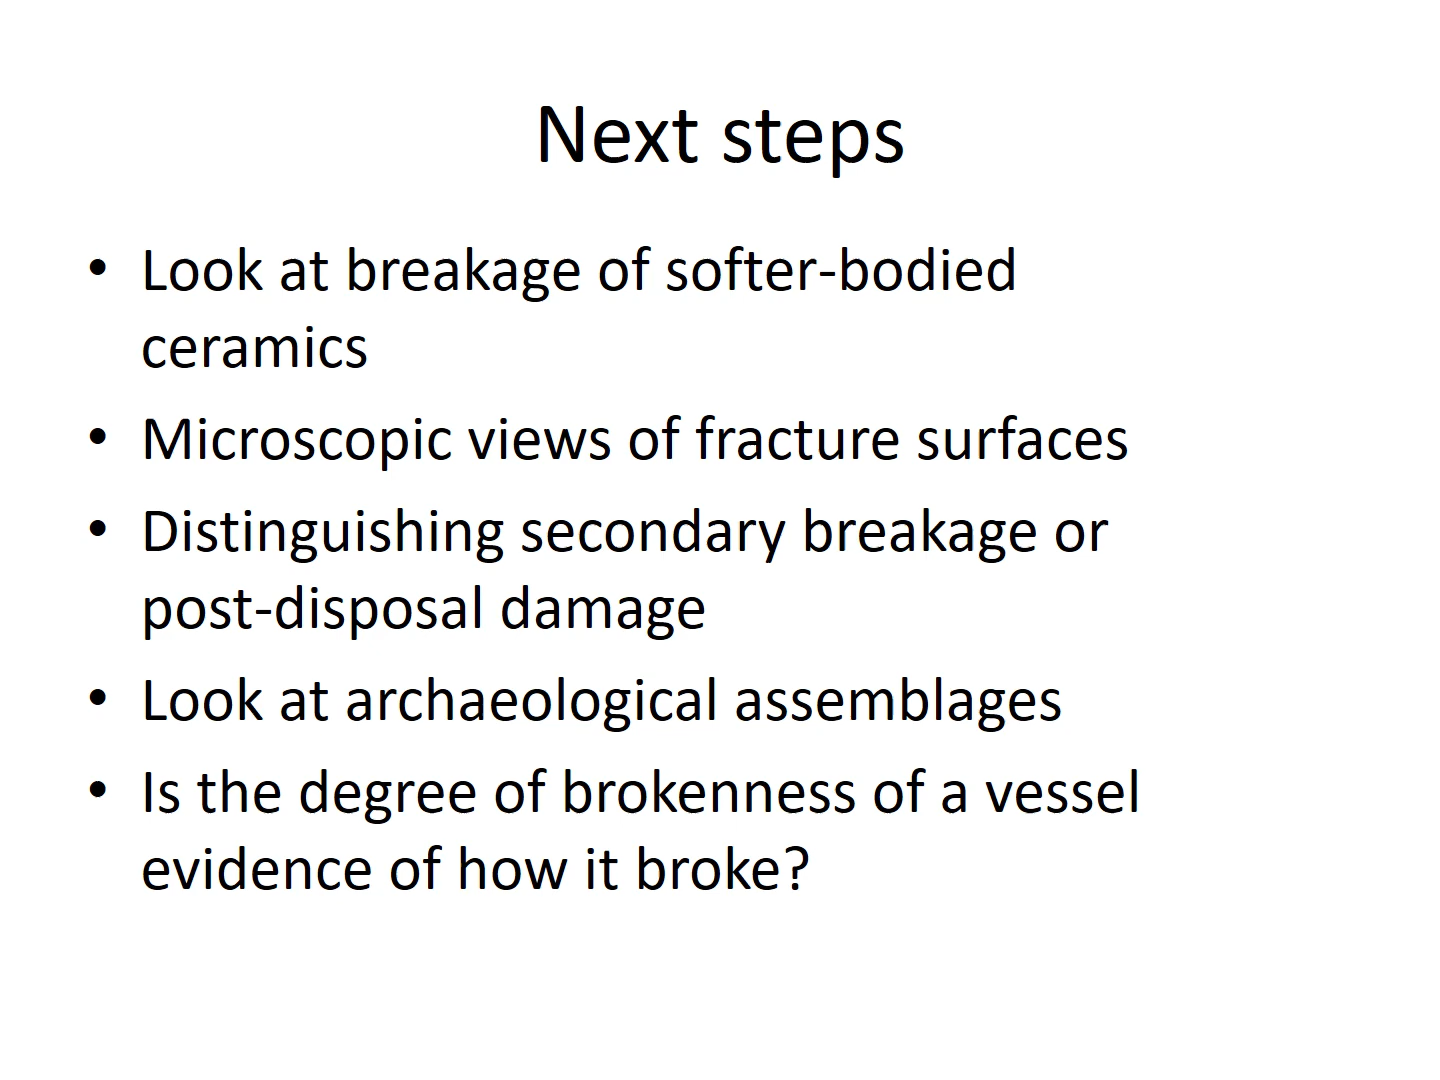 Next steps
• Look at breakage of softer-bodied
ceramics
• Microscopic views of fracture surfaces
• Distinguishing secondary breakage or
post-disposal damage
• Look at archaeological assemblages
• Is the degree of brokenness of a vessel
evidence of how it broke?